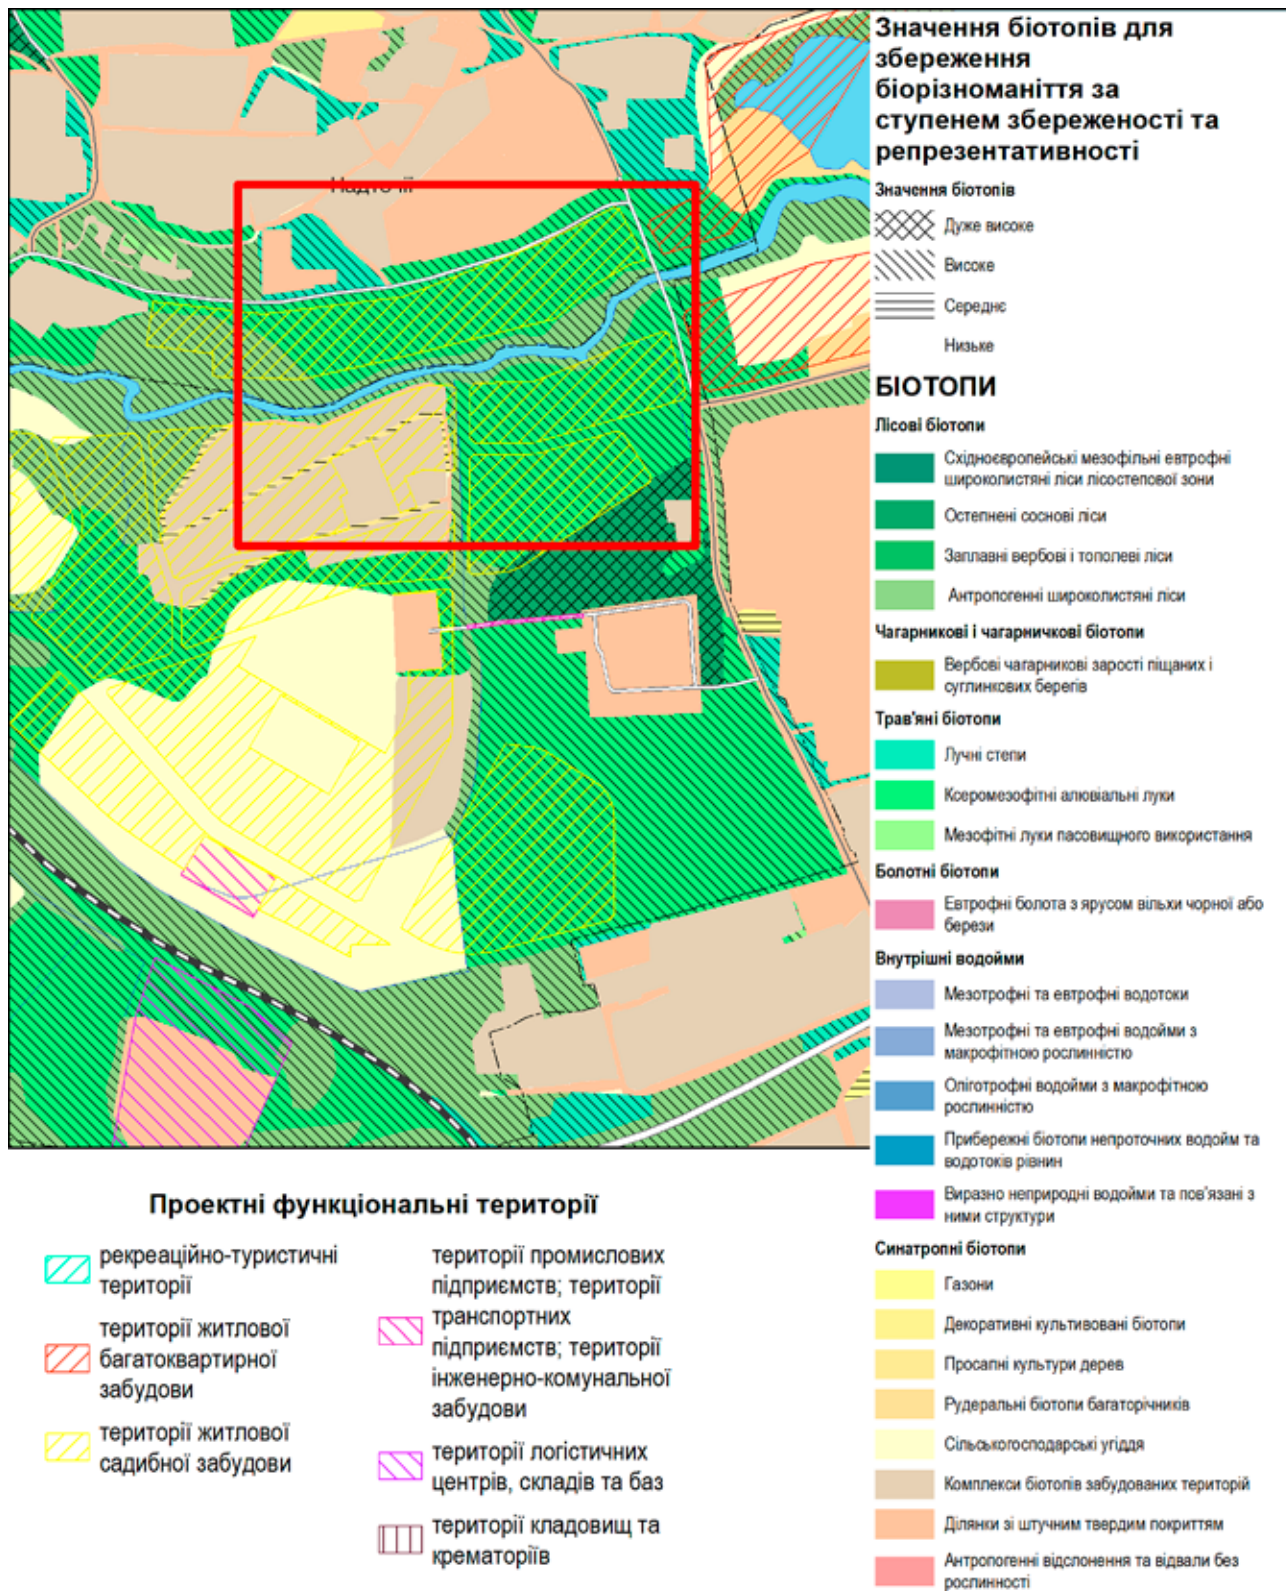 Надточії
Значення біотопів для
збереження
біорізноманіття за
ступенем збереженості та
репрезентативності
Значення біотопів
Дуже високе
Високе
Середнє
Низьке
БІОТОПИ
Лісові біотопи
Східноєвропейські мезофільні евтрофні
широколистяні ліси лісостепової зони
Остепнені соснові ліси
Заплавні вербові і тополеві ліси
Антропогенні широколистяні ліси
Чагарникові і чагарничкові біотопи
Вербові чагарникові зарості піщаних і
суглинкових берегів
Трав'яні біотопи
Лучні степи
Ксеромезофітні алювіальні луки
Мезофітні луки пасовищного використання
Болотні біотопи
Евтрофні болота з ярусом вільхи чорної або
берези
Внутрішні водойми
Мезотрофні та евтрофні водотоки
Мезотрофні та евтрофні водойми з
макрофітною рослинністю
Оліготрофні водойми з макрофітною
рослинністю
Прибережні біотопи непроточних водойм та
водотоків рівнин
Виразно неприродні водойми та пов'язані з
ними структури
Синатропні біотопи
Газони
Декоративні культивовані біотопи
Просапні культури дерев
Рудеральні біотопи багаторічників
Сільськогосподарські угіддя
Комплекси біотопів забудованих територій
Ділянки зі штучним твердим покриттям
Антропогенні відслонення та відвали без
рослинності
Проектні функціональні території
рекреаційно-туристичні
території
території житлової
багатоквартирної
забудови
території житлової
садибної забудови
території промислових
підприємств; території
транспортних
підприємств; території
інженерно-комунальної
забудови
території логістичних
центрів, складів та баз
території кладовищ та
крематоріїв